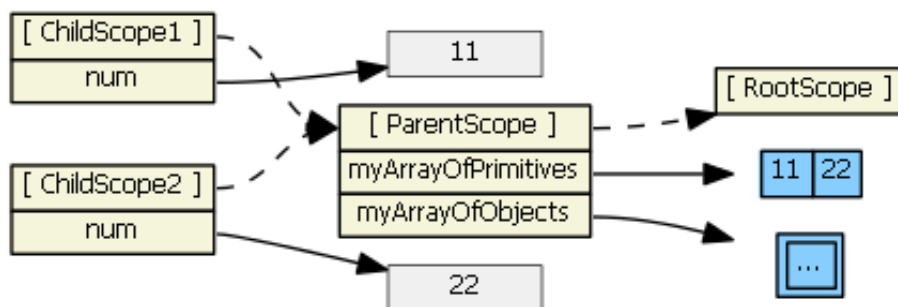 [ ChildScope1 ]
num
11
[ ParentScope ]
myArrayOfPrimitives
myArrayOfObjects
[ RootScope ]
11 22
...
[ ChildScope2 ]
num
22